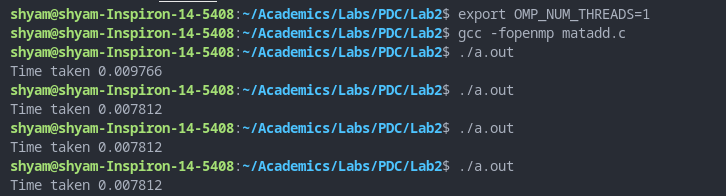 shyam@shyam-Inspiron-14-5408:~/Academics/Labs/PDC/Lab2$ export OMP_NUM_THREADS=1
shyam@shyam-Inspiron-14-5408:~/Academics/Labs/PDC/Lab2$ gcc -fopenmp matadd.c
shyam@shyam-Inspiron-14-5408:~/Academics/Labs/PDC/Lab2$ ./a.out
Time taken 0.009766
shyam@shyam-Inspiron-14-5408:~/Academics/Labs/PDC/Lab2$ ./a.out
Time taken 0.007812
shyam@shyam-Inspiron-14-5408:~/Academics/Labs/PDC/Lab2$ ./a.out
Time taken 0.007812
shyam@shyam-Inspiron-14-5408:~/Academics/Labs/PDC/Lab2$ ./a.out
Time taken 0.007812